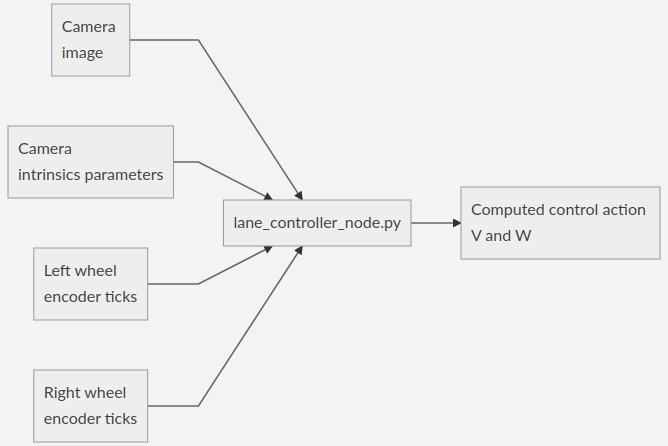 Camera
image
Camera
intrinsics parameters
lane_controller_node.py
Computed control action
V and W
Left wheel
encoder ticks
Right wheel
encoder ticks